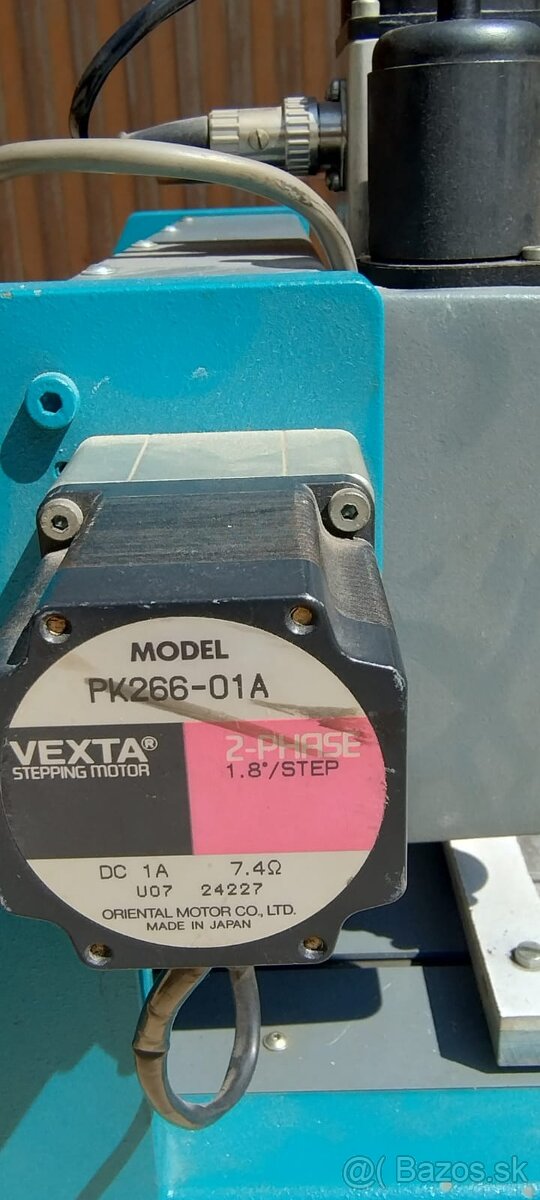 MODEL
PK266-01A
VEXTA® 2-PHASE
STEPPING MOTOR 1.8°/STEP
DC 1A 7.4Ω
U07 24227
ORIENTAL MOTOR CO., LTD.
MADE IN JAPAN
@( Bazos.sk